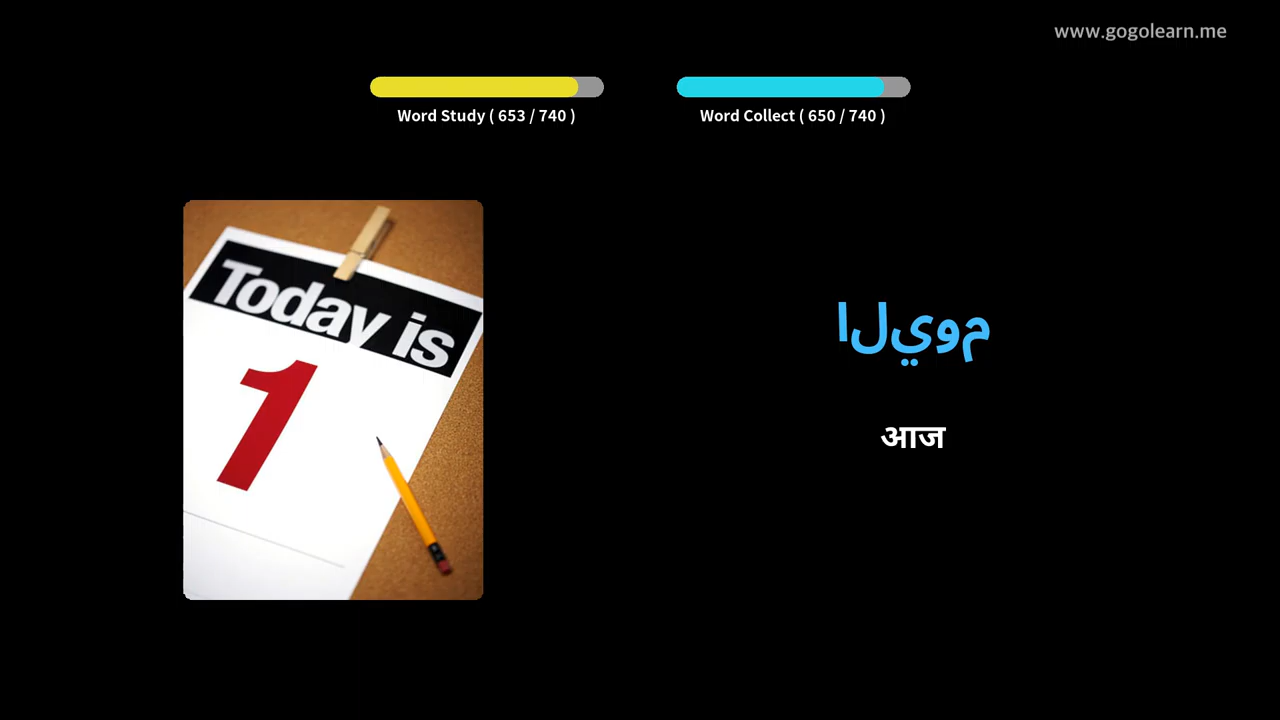 www.gogolearn.me
Word Study ( 653 / 740 )
Word Collect ( 650 / 740 )
Today is
1
اليوم
आज